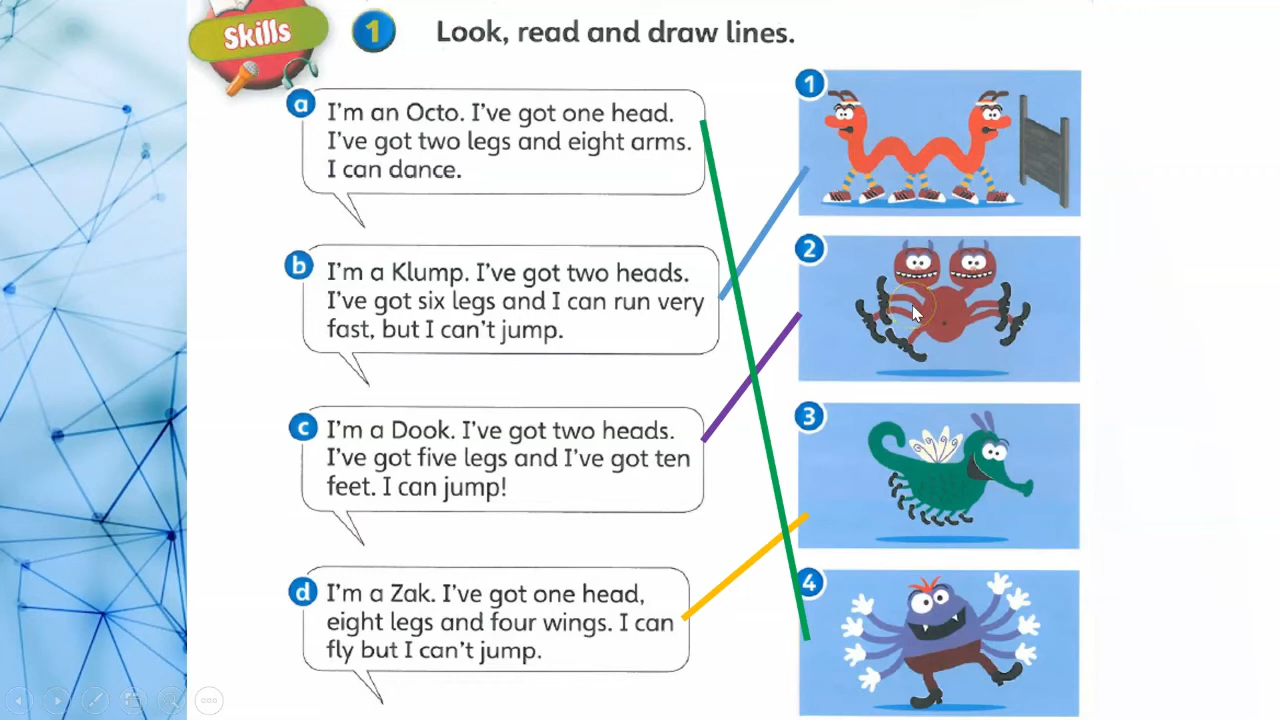 Skills
1
Look, read and draw lines.
a
I'm an Octo. I've got one head.
I've got two legs and eight arms.
I can dance.
b
I'm a Klump. I've got two heads.
I've got six legs and I can run very
fast, but I can't jump.
c
I'm a Dook. I've got two heads.
I've got five legs and I've got ten
feet. I can jump!
d
I'm a Zak. I've got one head,
eight legs and four wings. I can
fly but I can't jump.
1
2
3
4